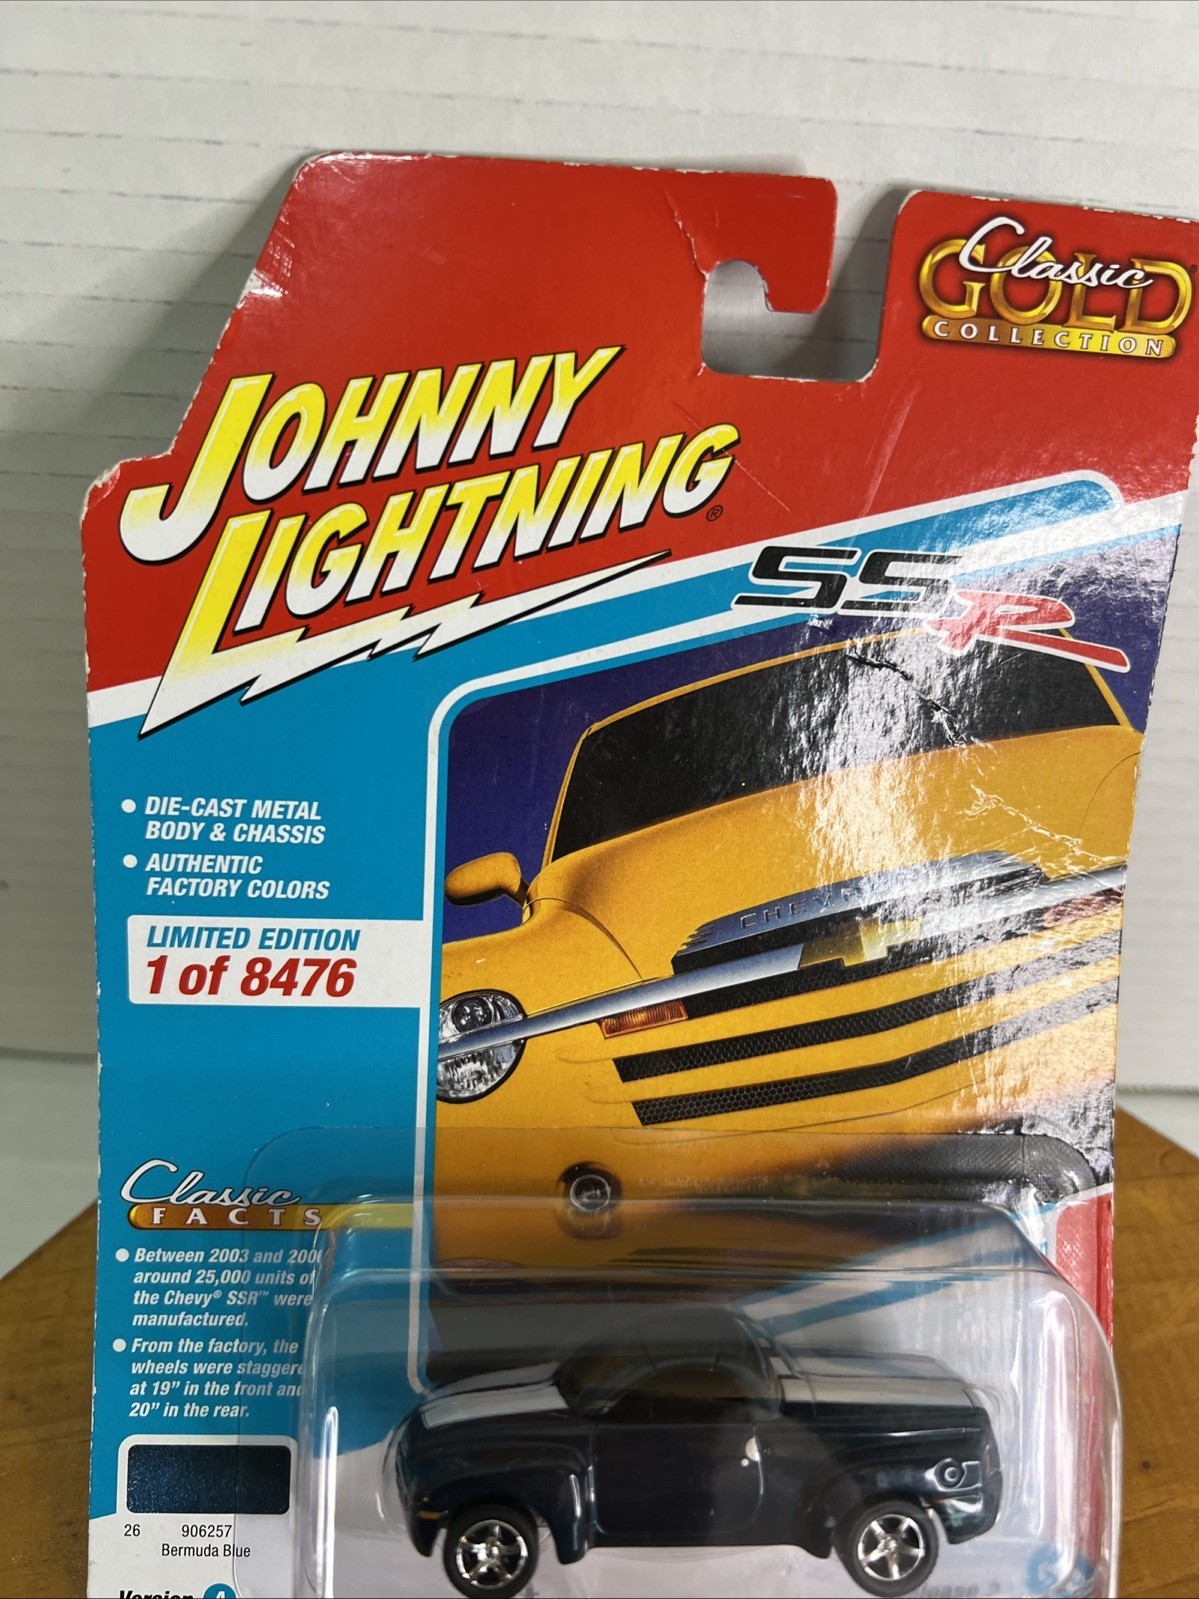 Classic
GOLD
COLLECTION
JOHNNY
LIGHTNING®
SSR
• DIE-CAST METAL
BODY & CHASSIS
• AUTHENTIC
FACTORY COLORS
LIMITED EDITION
1 of 8476
Classic
FACTS
• Between 2003 and
around 25,000 units of
the Chevy® SSR™ were
manufactured.
• From the factory, the
wheels were
at 19” in the front and
20” in the rear.
26 906257
Bermuda Blue
Version A